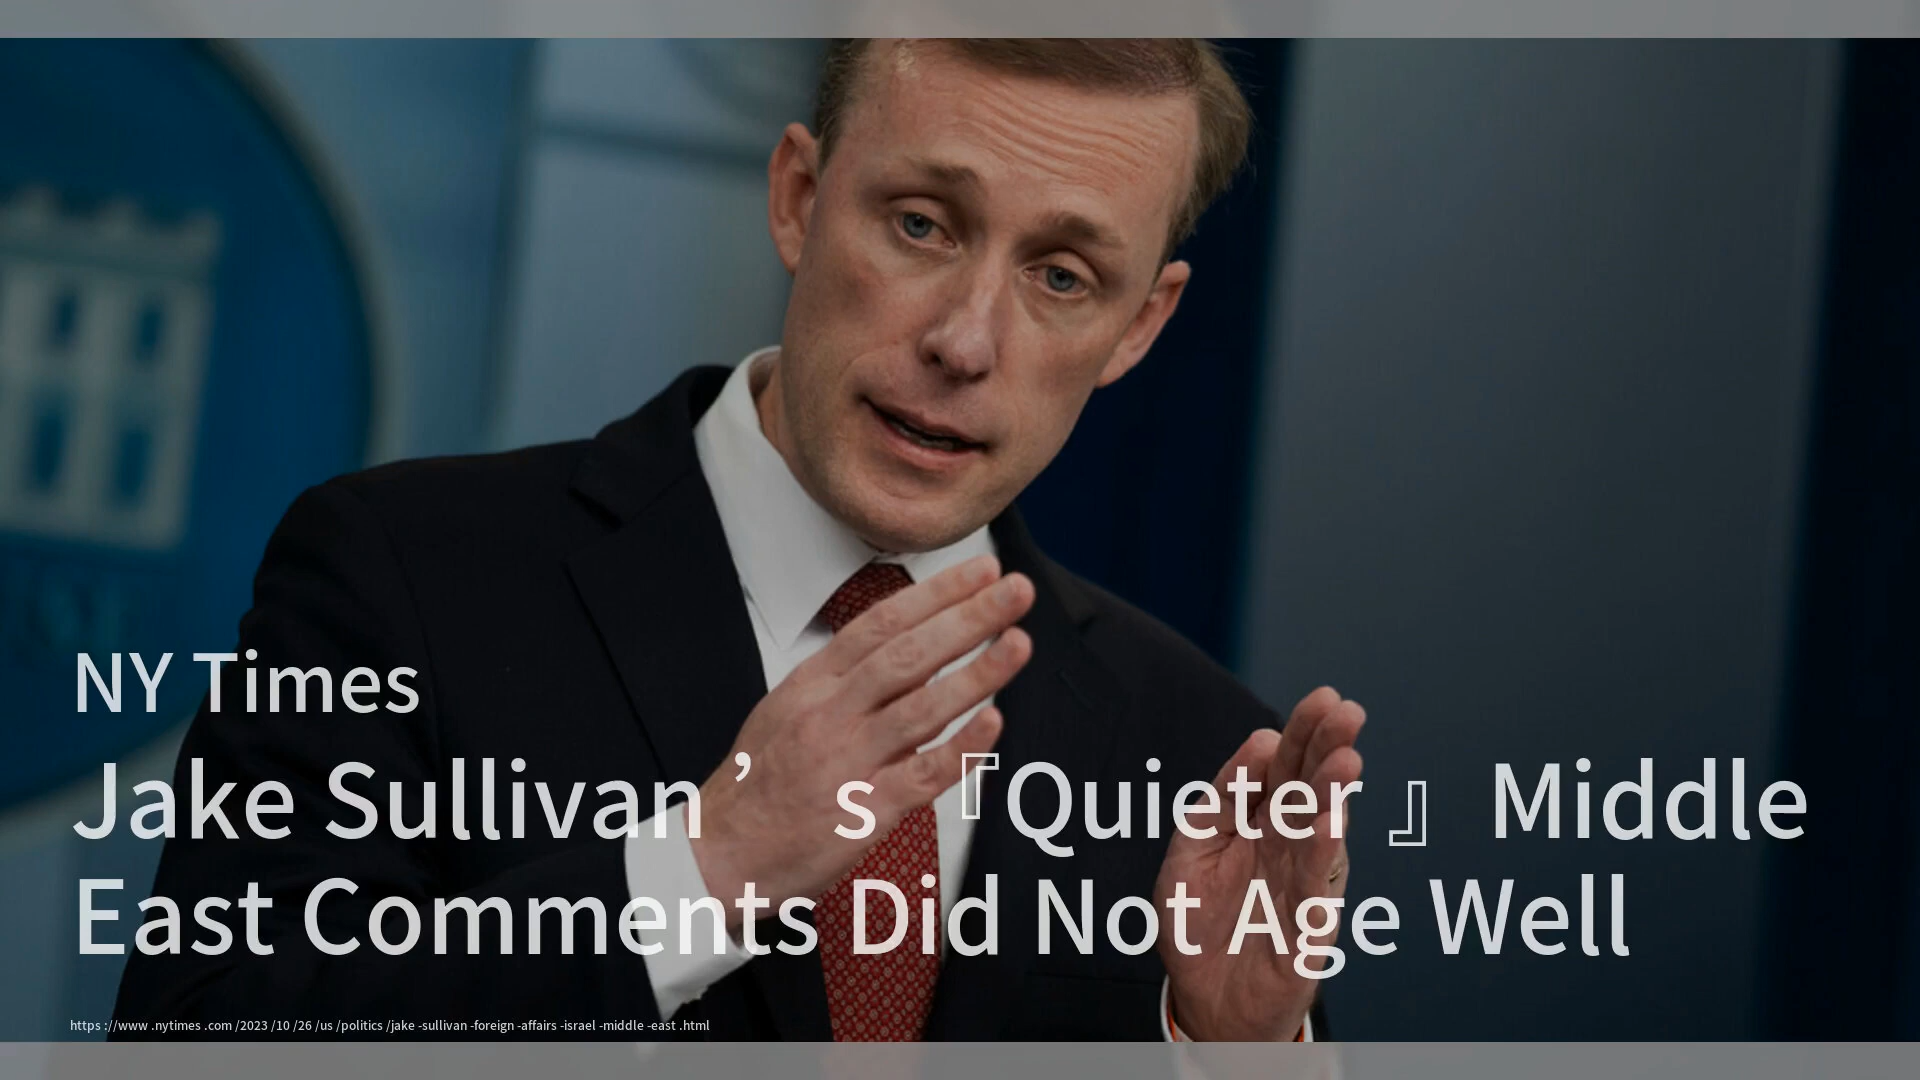 NY Times
Jake Sullivan’s『Quieter』Middle
East Comments Did Not Age Well
https ://www .nytimes .com /2023 /10 /26 /us /politics /jake -sullivan -foreign -affairs -israel -middle -east .html